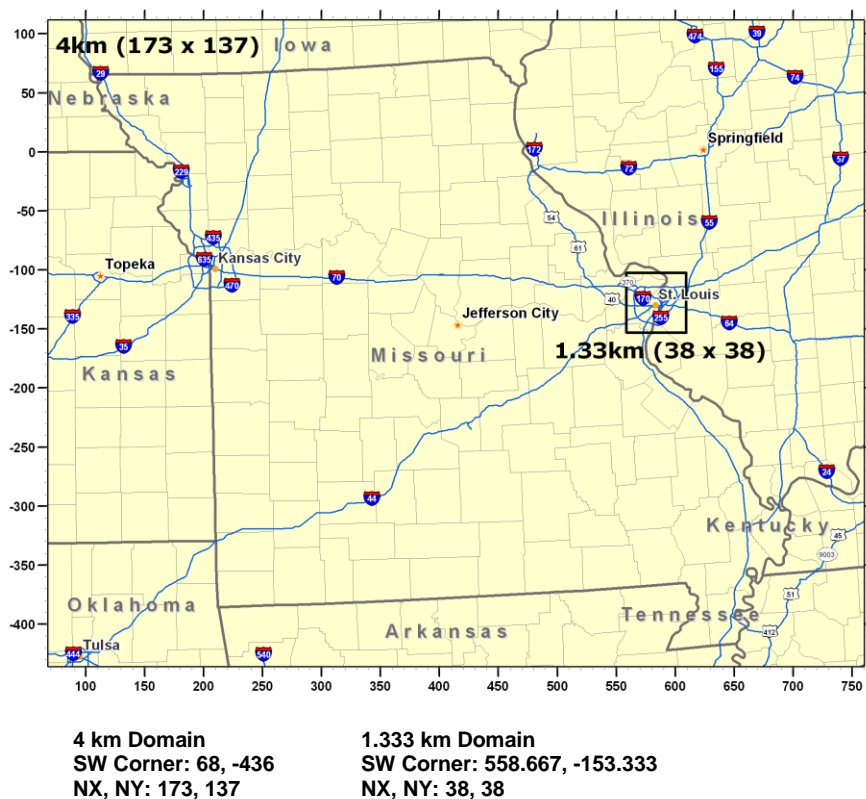 4km (173 x 137)
Iowa
Nebraska
Springfield
Illinois
Topeka
Kansas City
St. Louis
Jefferson City
Missouri
1.33km (38 x 38)
Kansas
Kentucky
Oklahoma
Tennessee
Arkansas
Tulsa
29
474
39
155
74
172
72
57
229
54
55
435
61
635
70
470
370
40
170
335
255
64
35
44
24
45
9003
51
412
444
540
100
50
0
-50
-100
-150
-200
-250
-300
-350
-400
100 150 200 250 300 350 400 450 500 550 600 650 700 750
4 km Domain
SW Corner: 68, -436
NX, NY: 173, 137
1.333 km Domain
SW Corner: 558.667, -153.333
NX, NY: 38, 38